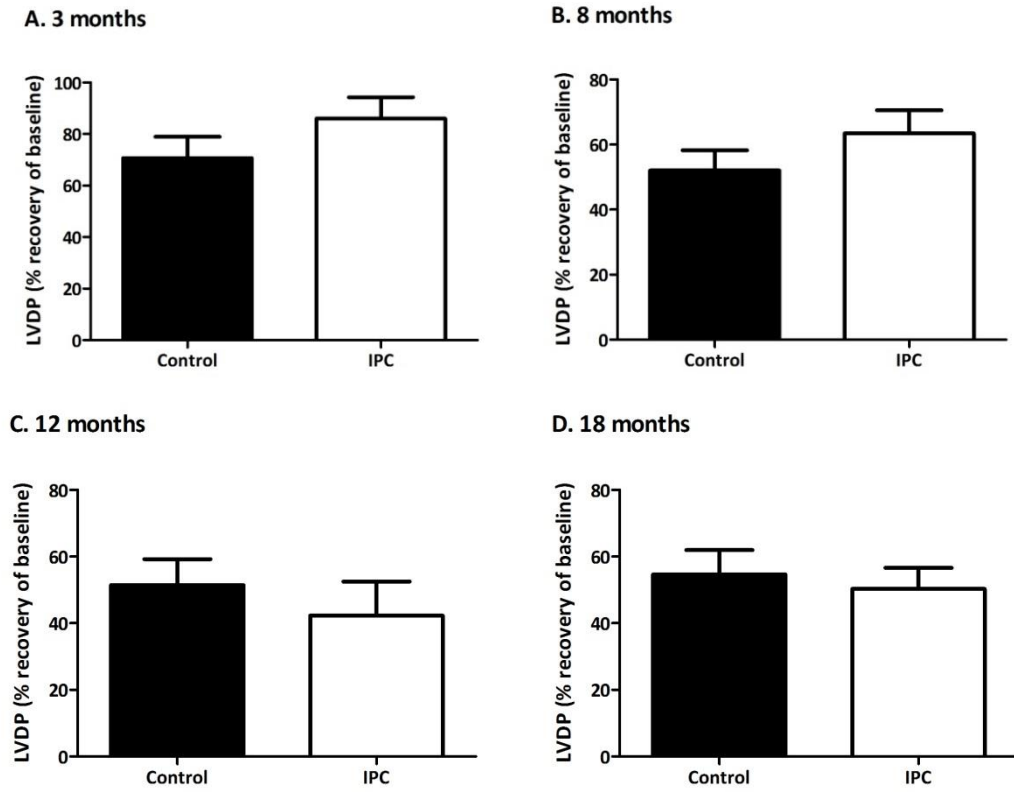 A. 3 months
LVDP (% recovery of baseline)
100
80
60
40
20
0
Control IPC
B. 8 months
LVDP (% recovery of baseline)
80
60
40
20
0
Control IPC
C. 12 months
LVDP (% recovery of baseline)
80
60
40
20
0
Control IPC
D. 18 months
LVDP (% recovery of baseline)
80
60
40
20
0
Control IPC